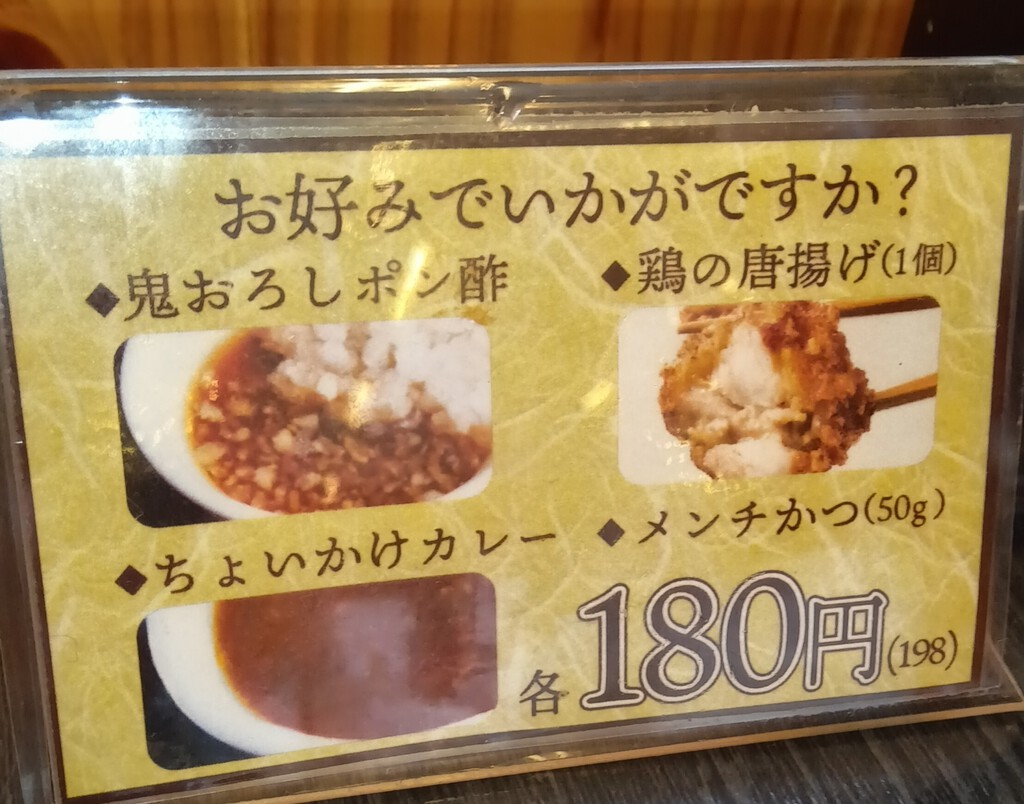 お好みでいかがですか？
◆鬼おろしポン酢
◆鶏の唐揚げ(1個)
◆ちょいかけカレー
◆メンチかつ(50g)
各180円(198)